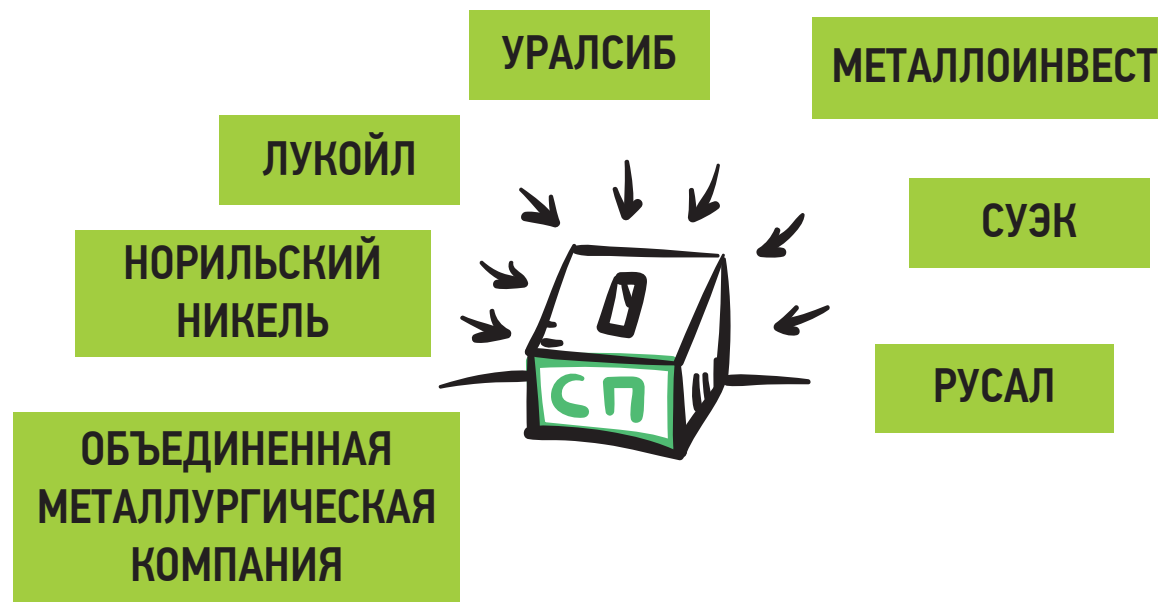 УРАЛСИБ
МЕТАЛЛОИНВЕСТ
ЛУКОЙЛ
СУЭК
НОРИЛЬСКИЙ
НИКЕЛЬ
РУСАЛ
СП
ОБЪЕДИНЕННАЯ
МЕТАЛЛУРГИЧЕСКАЯ
КОМПАНИЯ